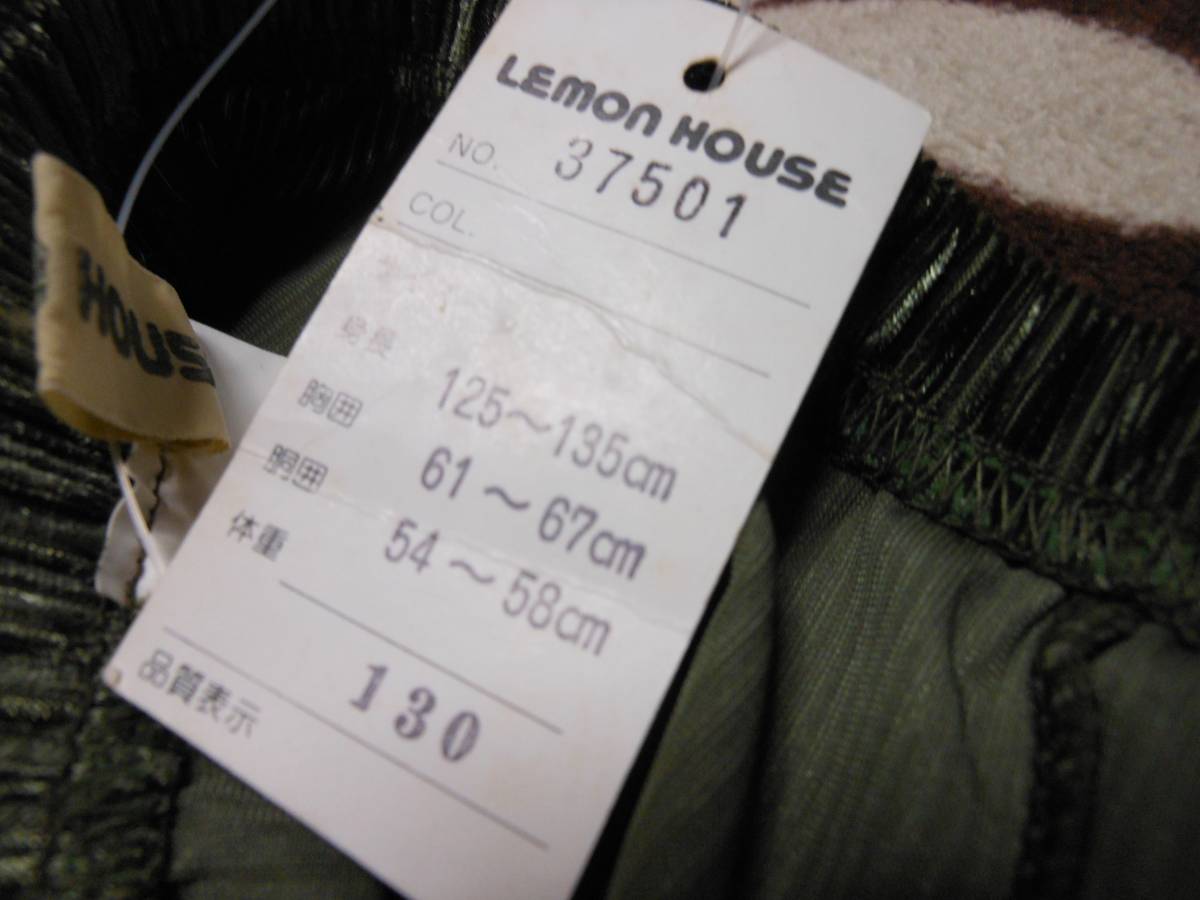 LEMON HOUSE
NO. 37501
COL.
身長 125〜135cm
胸囲 61〜67cm
胴囲 54〜58cm
体重
130
品質表示
HOUS